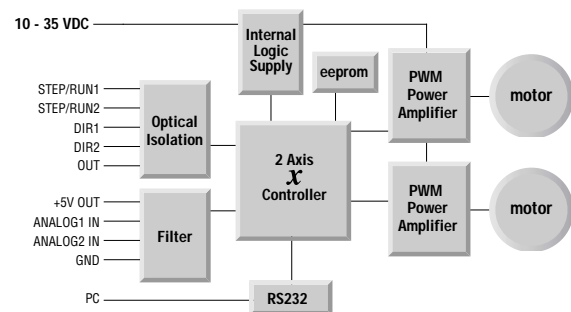 10 - 35 VDC
Internal
Logic
Supply
eeprom
PWM
Power
Amplifier
motor
STEP/RUN1
STEP/RUN2
DIR1
DIR2
OUT
Optical
Isolation
2 Axis
x
Controller
+5V OUT
ANALOG1 IN
ANALOG2 IN
GND
Filter
PWM
Power
Amplifier
motor
PC
RS232